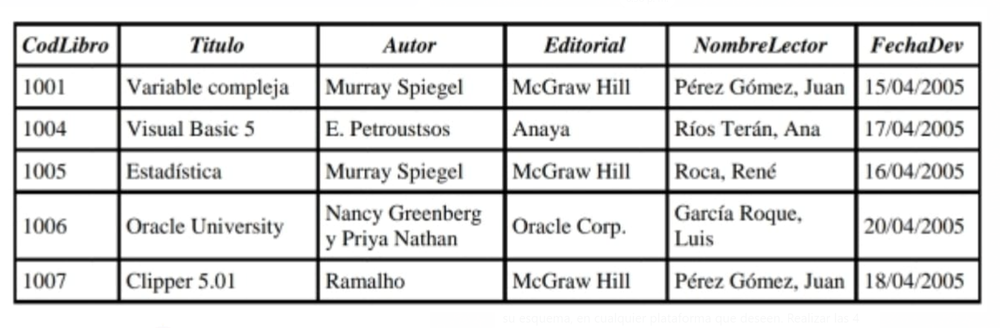 CodLibro Titulo Autor Editorial NombreLector FechaDev
1001 Variable compleja Murray Spiegel McGraw Hill Pérez Gómez, Juan 15/04/2005
1004 Visual Basic 5 E. Petroustsos Anaya Ríos Terán, Ana 17/04/2005
1005 Estadística Murray Spiegel McGraw Hill Roca, René 16/04/2005
1006 Oracle University Nancy Greenberg
y Priya Nathan Oracle Corp. García Roque,
Luis 20/04/2005
1007 Clipper 5.01 Ramalho McGraw Hill Pérez Gómez, Juan 18/04/2005
su esquema, en cualquier plataforma que deseen. Realizar las 4